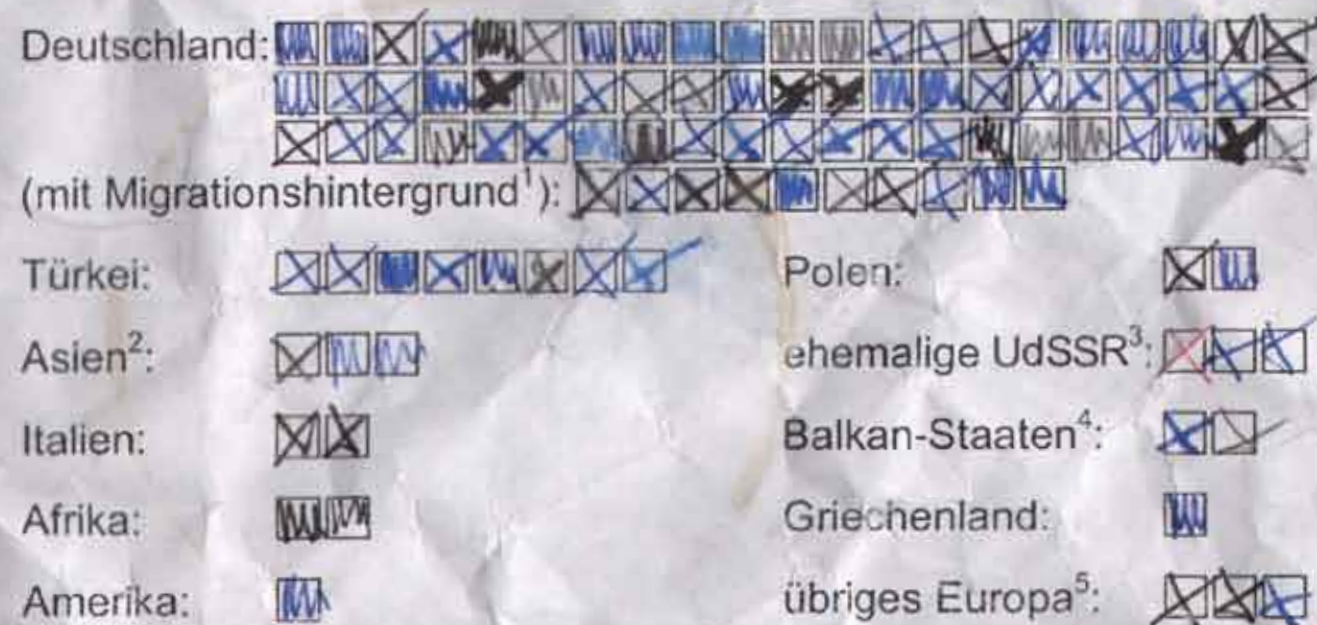 Deutschland:
(mit Migrationshintergrund¹):
Türkei:
Polen:
Asien²:
ehemalige UdSSR³:
Italien:
Balkan-Staaten⁴:
Afrika:
Griechenland:
Amerika:
übriges Europa⁵: